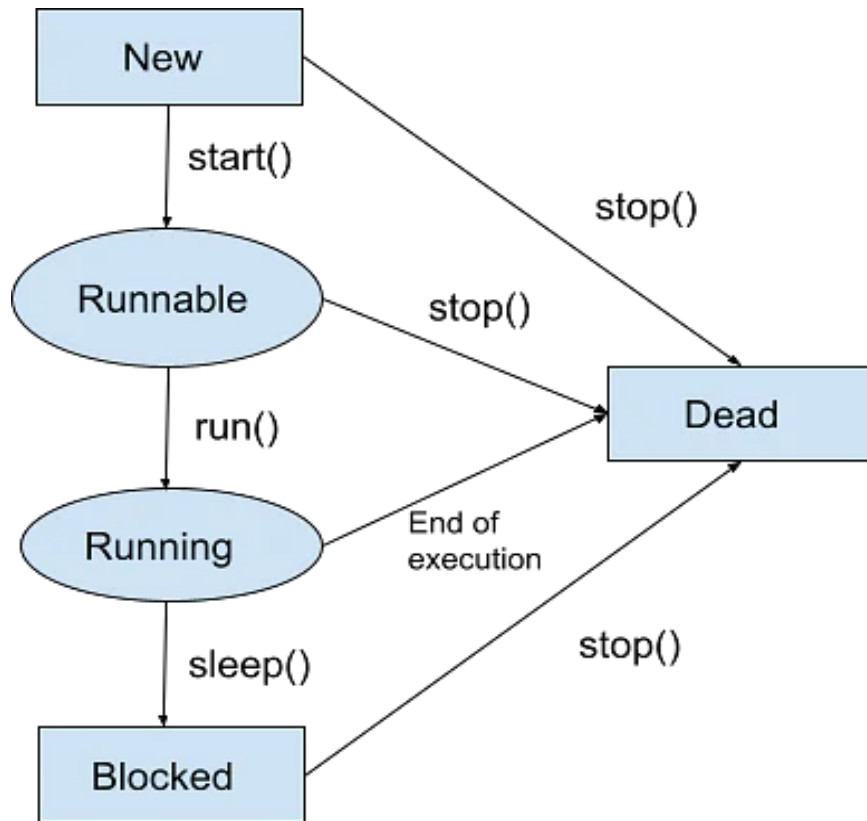 New
start()
stop()
Runnable
stop()
Dead
run()
End of
execution
Running
stop()
sleep()
Blocked